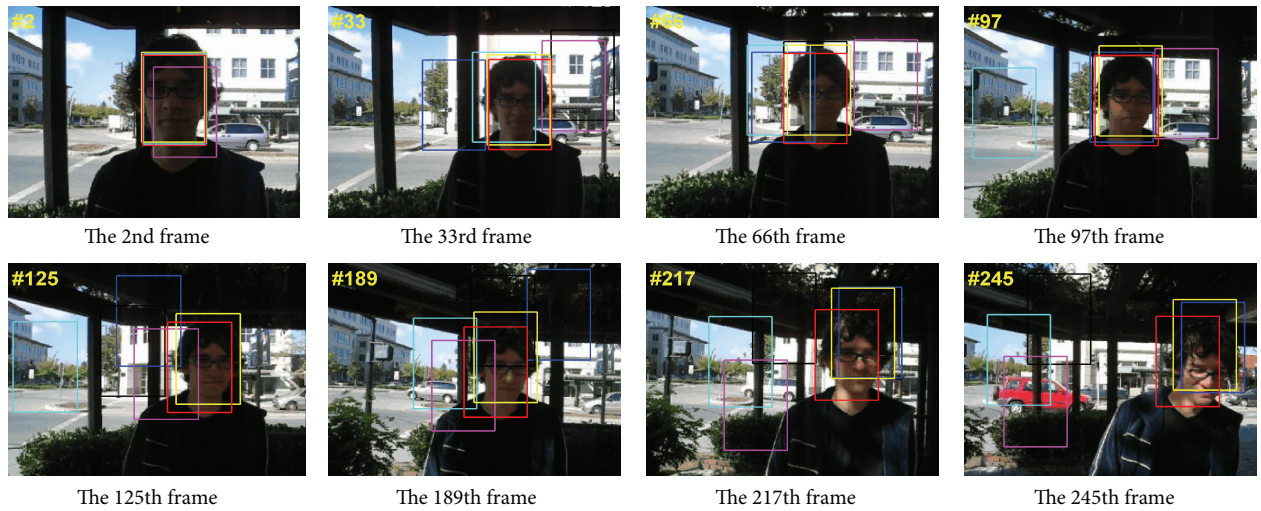 #2
#33
#66
#97
The 2nd frame
The 33rd frame
The 66th frame
The 97th frame
#125
#189
#217
#245
The 125th frame
The 189th frame
The 217th frame
The 245th frame